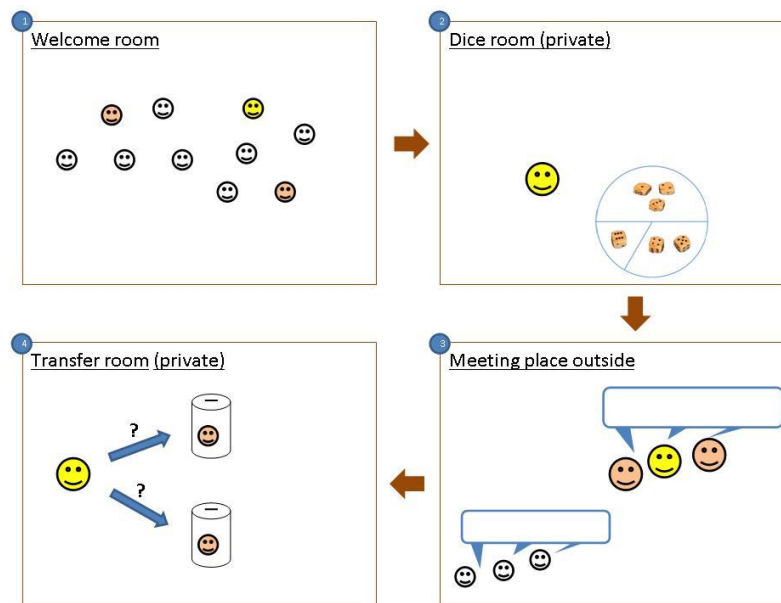 1
Welcome room
2
Dice room (private)
3
Meeting place outside
4
Transfer room (private)
?
?